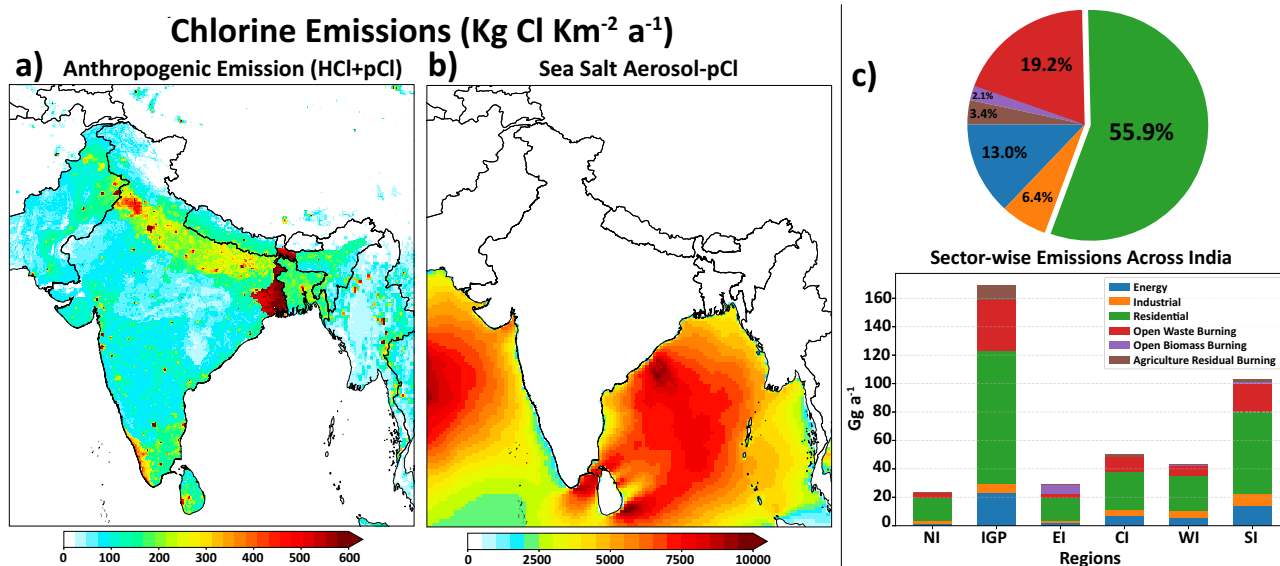 Chlorine Emissions (Kg Cl Km⁻² a⁻¹)
a) Anthropogenic Emission (HCl+pCl)
b) Sea Salt Aerosol-pCl
0 100 200 300 400 500 600
0 2500 5000 7500 10000
c)
19.2%
2.1%
3.4%
55.9%
13.0%
6.4%
Sector-wise Emissions Across India
Energy
Industrial
Residential
Open Waste Burning
Open Biomass Burning
Agriculture Residual Burning
160
140
120
100
80
60
40
20
0
Gg a⁻¹
NI IGP EI CI WI SI
Regions